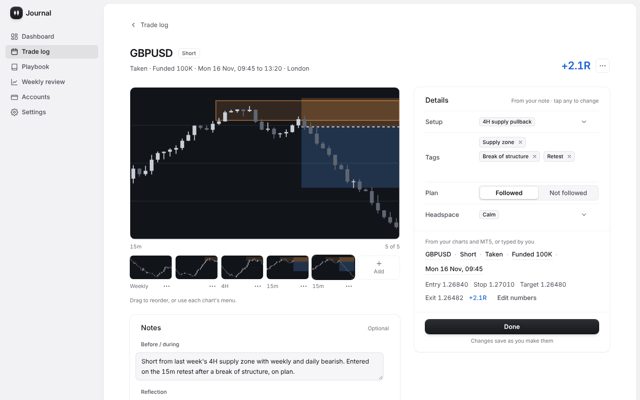 Journal
Dashboard
Trade log
Playbook
Weekly review
Accounts
Settings
Trade log
GBPUSD Short
Taken · Funded 100K · Mon 16 Nov, 09:45 to 13:20 · London
+2.1R
15m 5 of 5
Weekly 4H 15m 15m
+ Add
Drag to reorder, or use each chart's menu.
Notes Optional
Before / during
Short from last week's 4H supply zone with weekly and daily bearish. Entered
on the 15m retest after a break of structure, on plan.
Reflection
Details From your note · tap any to change
Setup 4H supply pullback
Tags Supply zone ×
Break of structure × Retest ×
Plan Followed Not followed
Headspace Calm
From your charts and MT5, or typed by you
GBPUSD · Short · Taken · Funded 100K ·
Mon 16 Nov, 09:45
Entry 1.26840 Stop 1.27010 Target 1.26480
Exit 1.26482 +2.1R Edit numbers
Done
Changes save as you make them